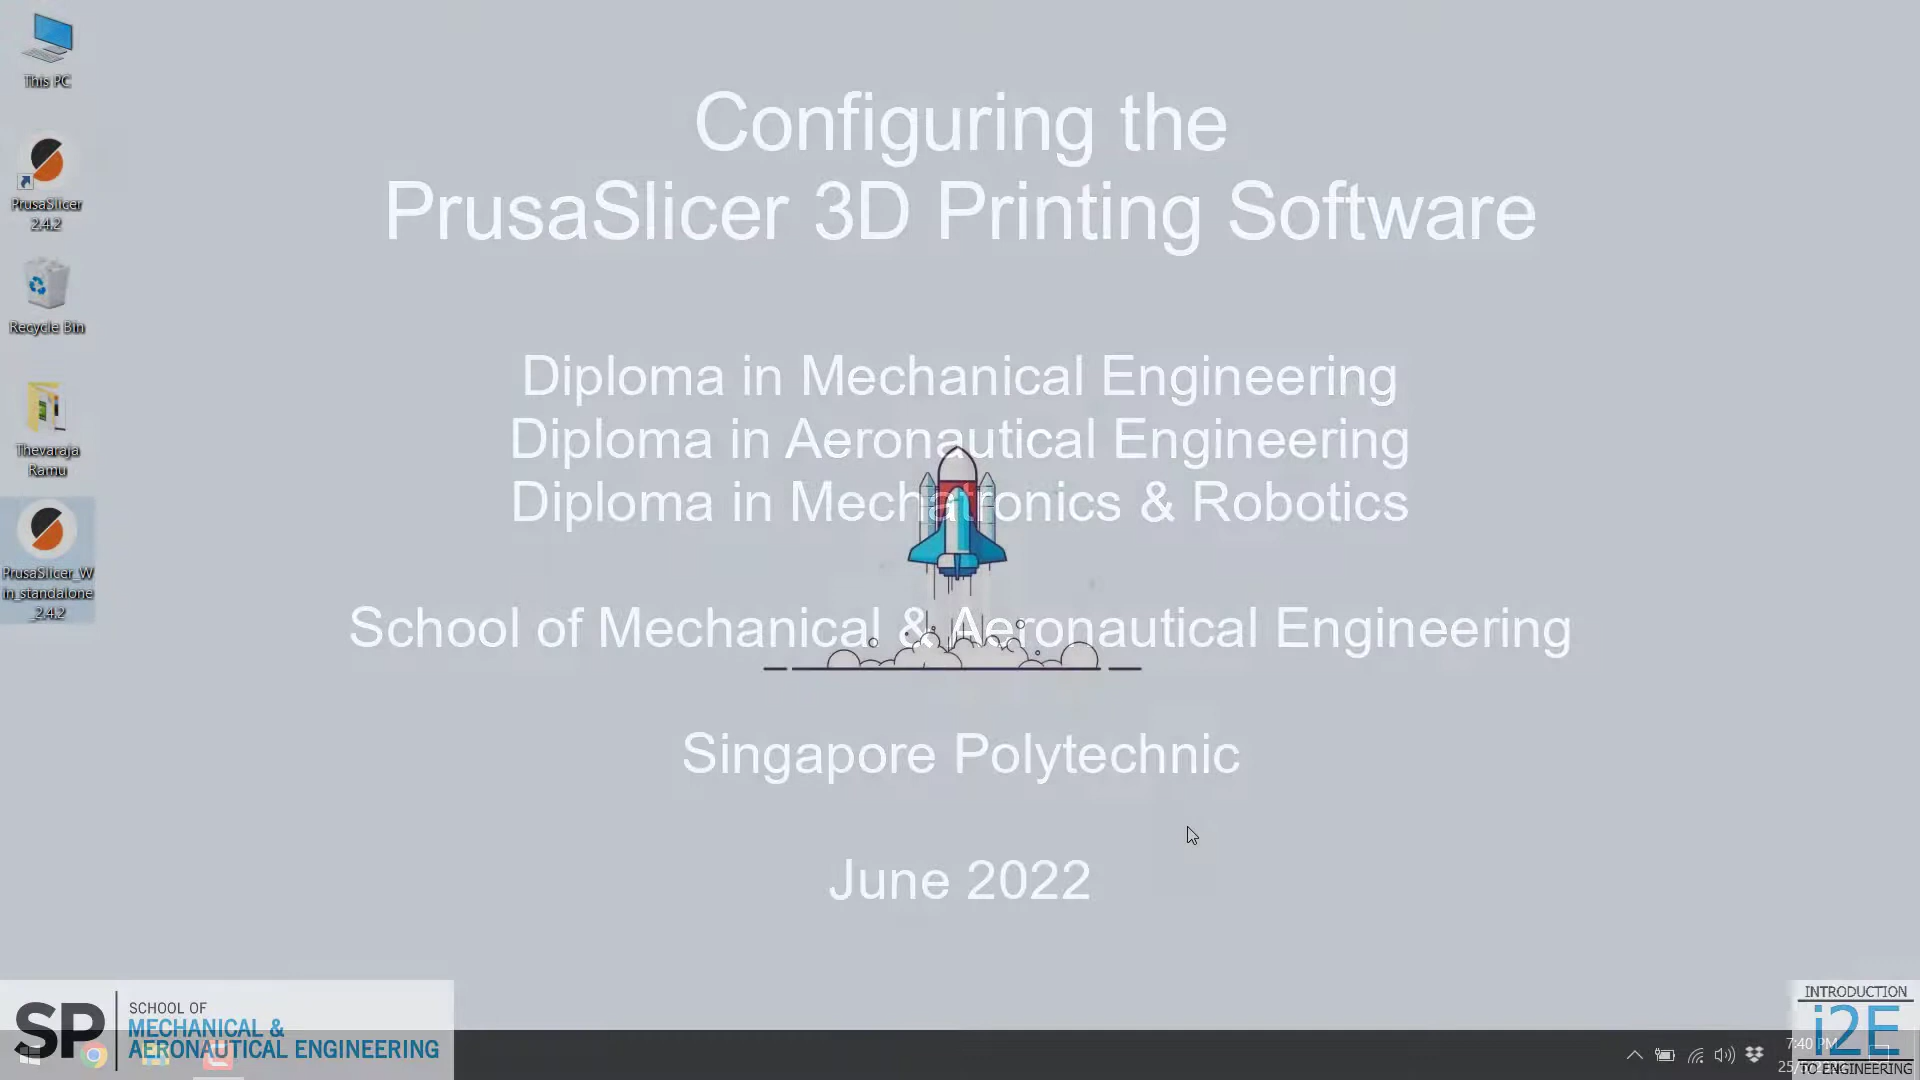 This PC
PrusaSlicer
2.4.2
Recycle Bin
Thevaraja
Ramu
PrusaSlicer_W
in_standalone
_2.4.2
Configuring the
PrusaSlicer 3D Printing Software
Diploma in Mechanical Engineering
Diploma in Aeronautical Engineering
Diploma in Mechatronics & Robotics
School of Mechanical & Aeronautical Engineering
Singapore Polytechnic
June 2022
SP
SCHOOL OF
MECHANICAL &
AERONAUTICAL ENGINEERING
INTRODUCTION
i2E
TO ENGINEERING
7:40 PM